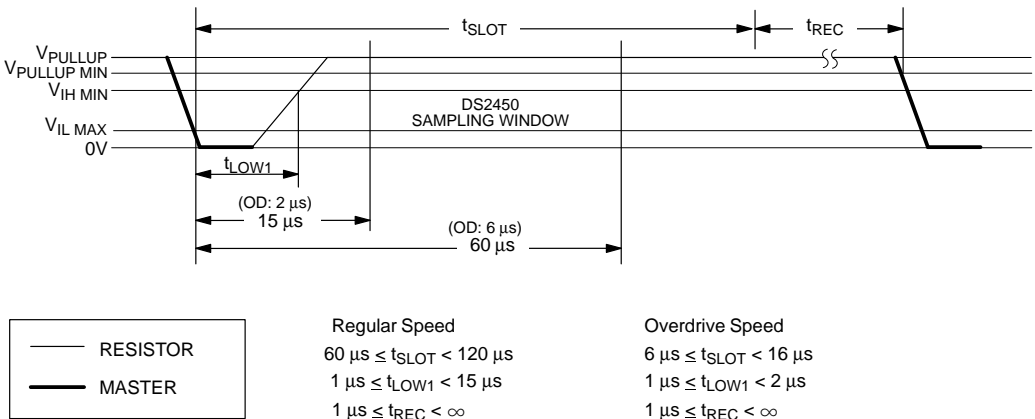 tSLOT
tREC
VPULLUP
VPULLUP MIN
VIH MIN
DS2450
SAMPLING WINDOW
VIL MAX
0V
tLOW1
(OD: 2 µs)
15 µs
(OD: 6 µs)
60 µs
RESISTOR
MASTER
Regular Speed
60 µs ≤ tSLOT < 120 µs
1 µs ≤ tLOW1 < 15 µs
1 µs ≤ tREC < ∞
Overdrive Speed
6 µs ≤ tSLOT < 16 µs
1 µs ≤ tLOW1 < 2 µs
1 µs ≤ tREC < ∞